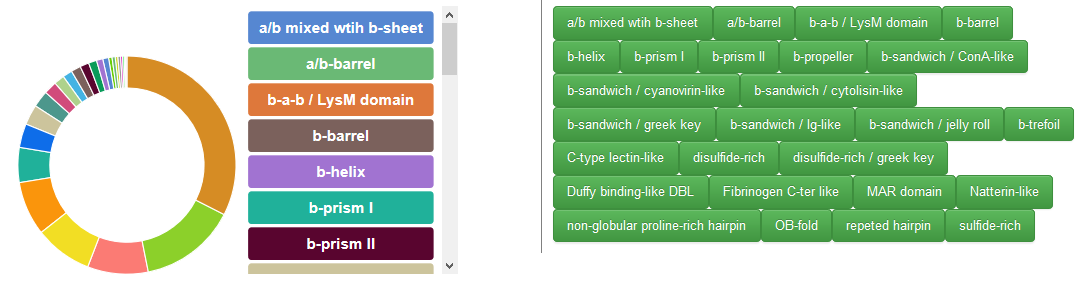 a/b mixed wtih b-sheet
a/b-barrel
b-a-b / LysM domain
b-barrel
b-helix
b-prism I
b-prism II
a/b mixed wtih b-sheet a/b-barrel b-a-b / LysM domain b-barrel
b-helix b-prism I b-prism II b-propeller b-sandwich / ConA-like
b-sandwich / cyanovirin-like b-sandwich / cytolisin-like
b-sandwich / greek key b-sandwich / Ig-like b-sandwich / jelly roll b-trefoil
C-type lectin-like disulfide-rich disulfide-rich / greek key
Duffy binding-like DBL Fibrinogen C-ter like MAR domain Natterin-like
non-globular proline-rich hairpin OB-fold repeted hairpin sulfide-rich